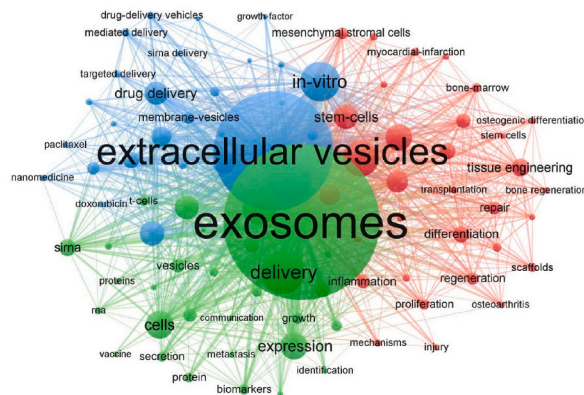 drug-delivery vehicles
growth-factor
mediated delivery
mesenchymal stromal cells
sirna delivery
myocardial-infarction
targeted delivery
in-vitro
bone-marrow
drug delivery
membrane-vesicles
stem-cells
osteogenic differentiatio
paclitaxel
stem cells
extracellular vesicles
tissue engineering
nanomedicine
transplantation
bone regeneration
doxorubicin
t-cells
repair
exosomes
differentiation
sirna
vesicles
delivery
scaffolds
proteins
inflammation
regeneration
rna
proliferation
osteoarthritis
communication
growth
cells
vaccine
secretion
metastasis
expression
mechanisms
injury
identification
protein
biomarkers